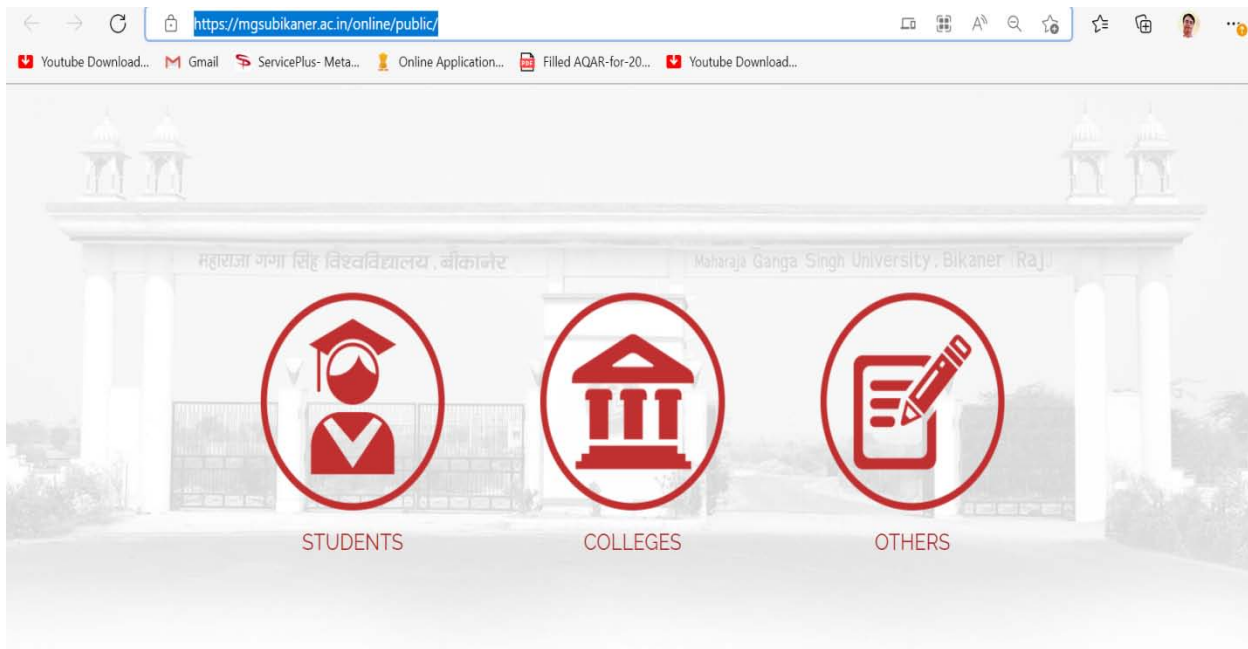 https://mgsubikaner.ac.in/online/public/
Youtube Download... Gmail ServicePlus- Meta... Online Application... PDF Filled AQAR-for-20... Youtube Download...
महाराजा गंगा सिंह विश्वविद्यालय, बीकानेर Maharaja Ganga Singh University, Bikaner (Raj.)
STUDENTS COLLEGES OTHERS